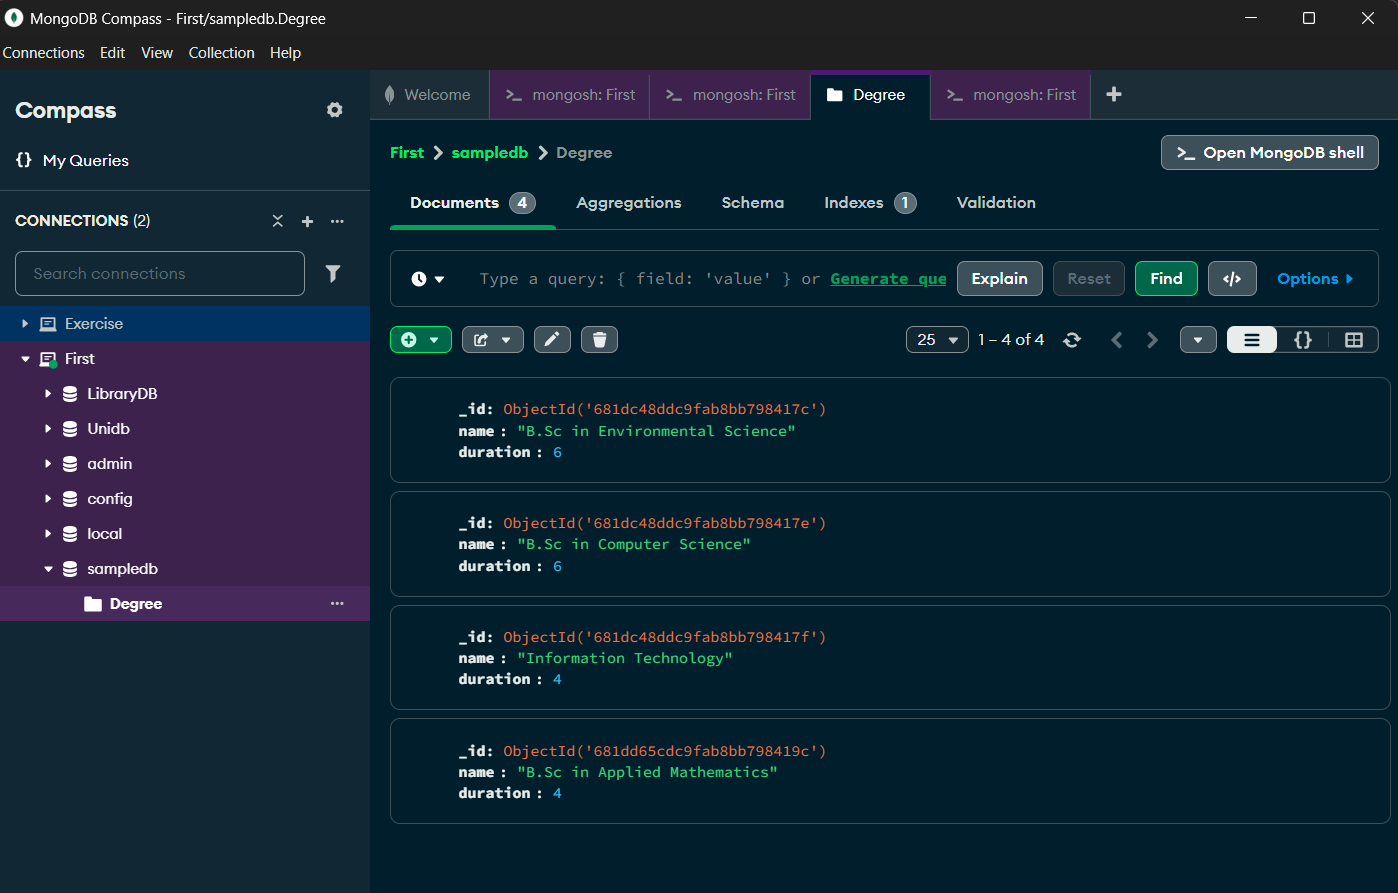 MongoDB Compass - First/sampledb.Degree
Connections Edit View Collection Help
Compass
{} My Queries
CONNECTIONS (2)
Search connections
Exercise
First
LibraryDB
Unidb
admin
config
local
sampledb
Degree
Welcome >_ mongosh: First >_ mongosh: First Degree >_ mongosh: First +
First > sampledb > Degree
>_ Open MongoDB shell
Documents 4 Aggregations Schema Indexes 1 Validation
Type a query: { field: 'value' } or Generate que Explain Reset Find </> Options
25 1 – 4 of 4 {}
_id: ObjectId('681dc48ddc9fab8bb798417c')
name : "B.Sc in Environmental Science"
duration : 6
_id: ObjectId('681dc48ddc9fab8bb798417e')
name : "B.Sc in Computer Science"
duration : 6
_id: ObjectId('681dc48ddc9fab8bb798417f')
name : "Information Technology"
duration : 4
_id: ObjectId('681dd65cdc9fab8bb798419c')
name : "B.Sc in Applied Mathematics"
duration : 4